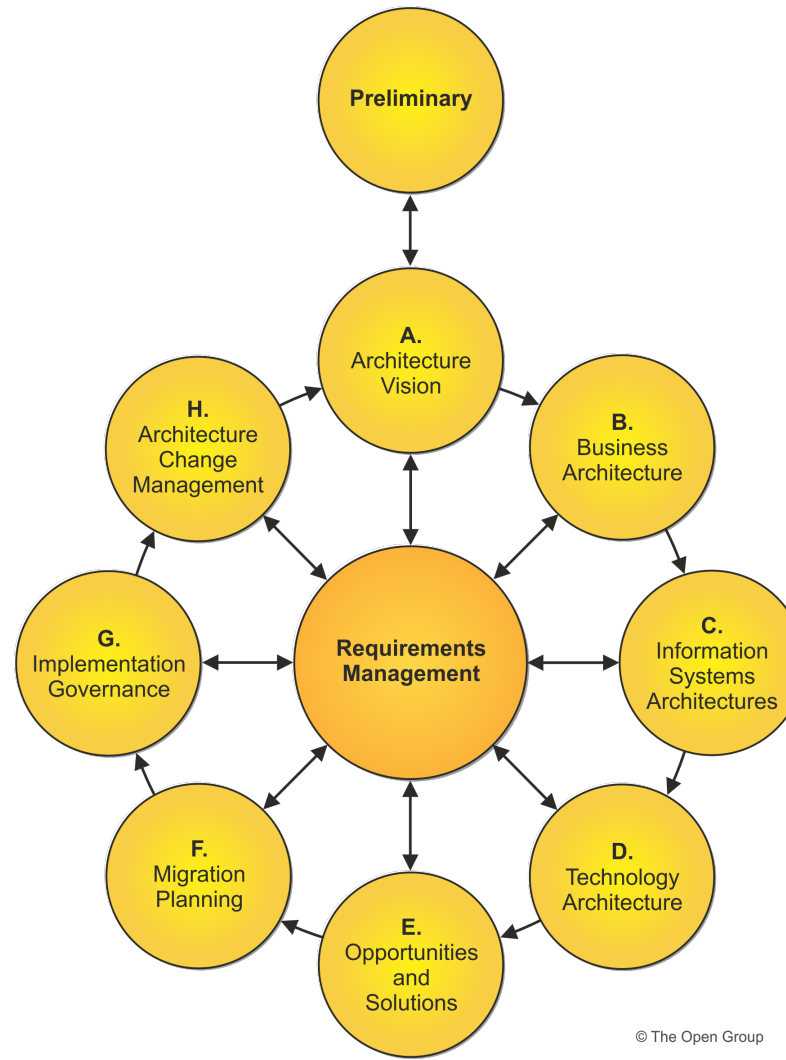 Preliminary
A.
Architecture
Vision
B.
Business
Architecture
C.
Information
Systems
Architectures
D.
Technology
Architecture
E.
Opportunities
and
Solutions
F.
Migration
Planning
G.
Implementation
Governance
H.
Architecture
Change
Management
Requirements
Management
© The Open Group